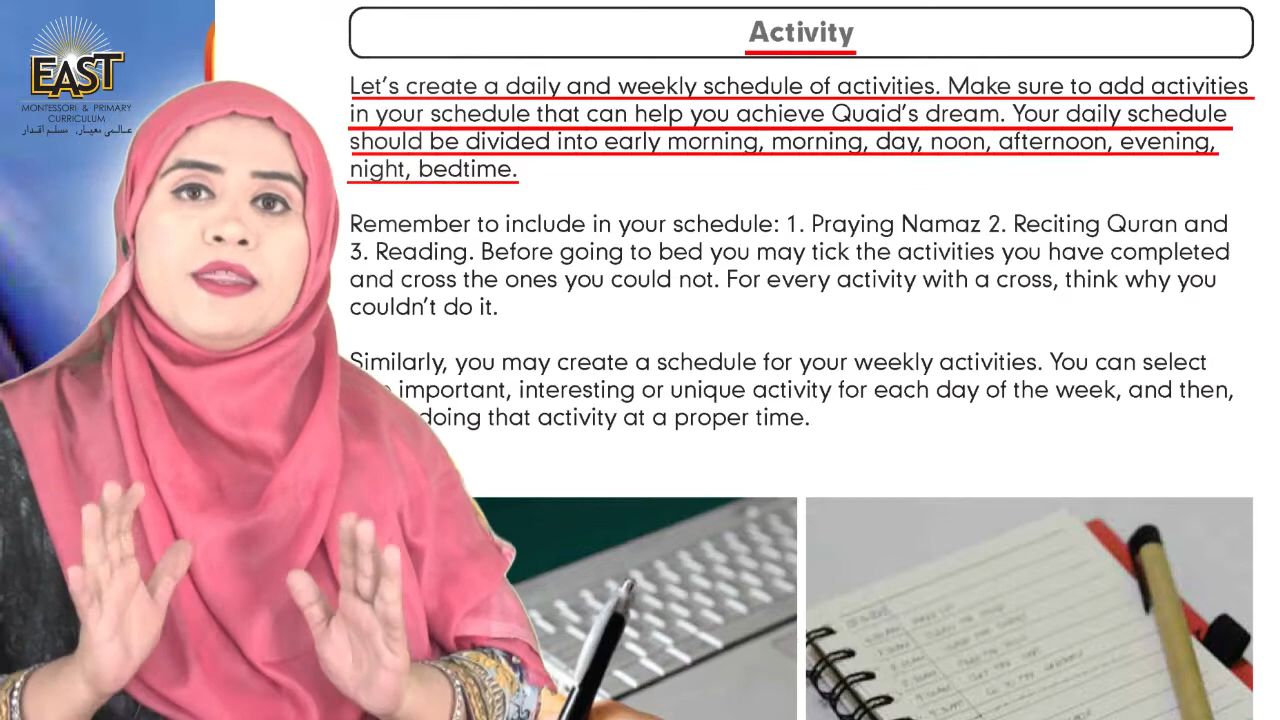 EAST
MONTESSORI & PRIMARY
CURRICULUM
عالمی معیار، مسلم اقدار
Activity
Let's create a daily and weekly schedule of activities. Make sure to add activities
in your schedule that can help you achieve Quaid's dream. Your daily schedule
should be divided into early morning, morning, day, noon, afternoon, evening,
night, bedtime.
Remember to include in your schedule: 1. Praying Namaz 2. Reciting Quran and
3. Reading. Before going to bed you may tick the activities you have completed
and cross the ones you could not. For every activity with a cross, think why you
couldn't do it.
Similarly, you may create a schedule for your weekly activities. You can select
important, interesting or unique activity for each day of the week, and then,
doing that activity at a proper time.